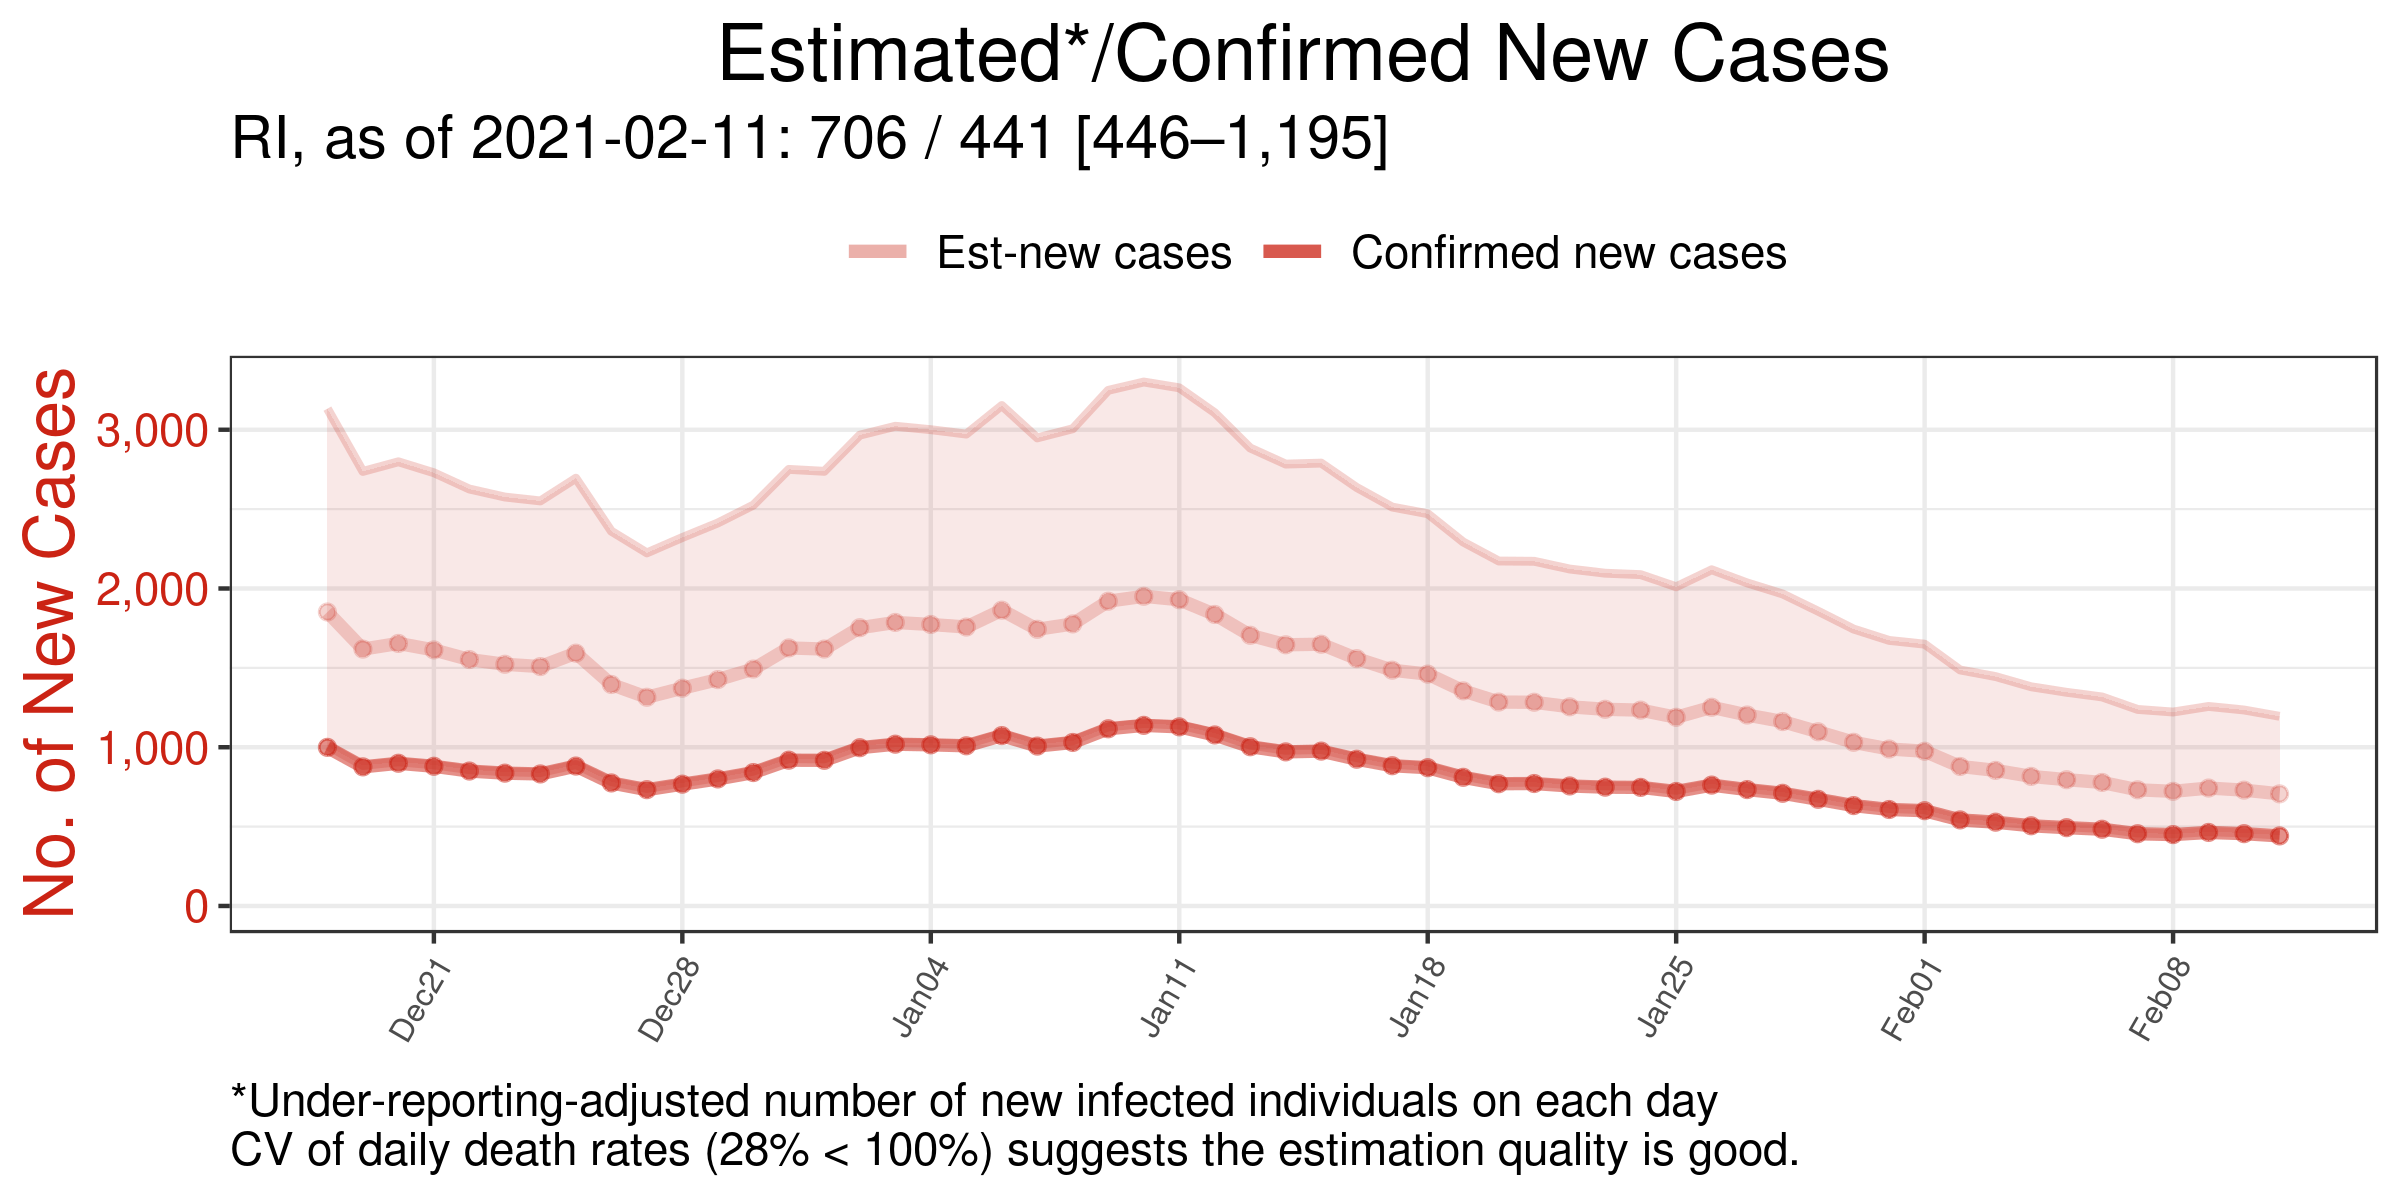 Estimated*/Confirmed New Cases
RI, as of 2021-02-11: 706 / 441 [446–1,195]
Est-new cases
Confirmed new cases
No. of New Cases
3,000
2,000
1,000
0
Dec21
Dec28
Jan04
Jan11
Jan18
Jan25
Feb01
Feb08
*Under-reporting-adjusted number of new infected individuals on each day
CV of daily death rates (28% < 100%) suggests the estimation quality is good.